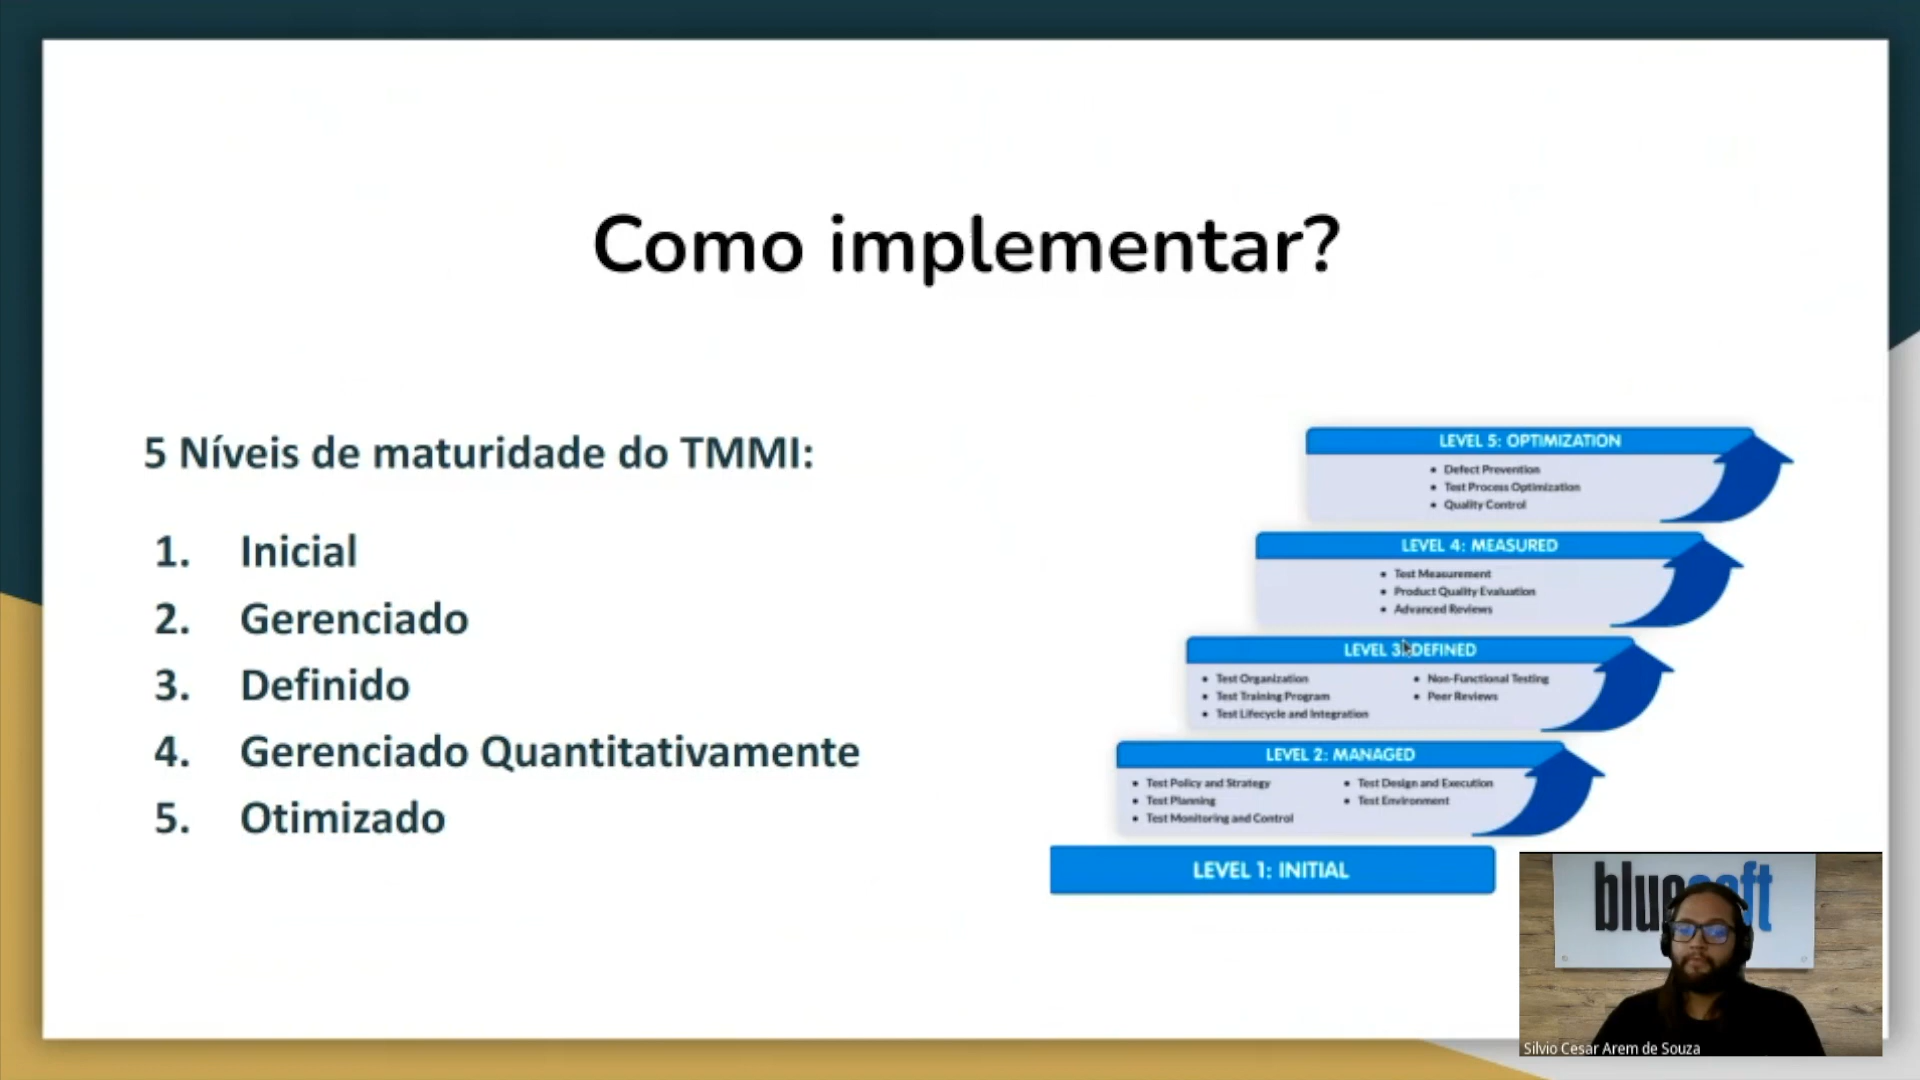 Como implementar?
5 Níveis de maturidade do TMMI:
1. Inicial
2. Gerenciado
3. Definido
4. Gerenciado Quantitativamente
5. Otimizado
LEVEL 5: OPTIMIZATION
• Defect Prevention
• Test Process Optimization
• Quality Control
LEVEL 4: MEASURED
• Test Measurement
• Product Quality Evaluation
• Advanced Reviews
LEVEL 3: DEFINED
• Test Organization
• Test Training Program
• Test Lifecycle and Integration
• Non-Functional Testing
• Peer Reviews
LEVEL 2: MANAGED
• Test Policy and Strategy
• Test Planning
• Test Monitoring and Control
• Test Design and Execution
• Test Environment
LEVEL 1: INITIAL
bluesoft
Silvio Cesar Arem de Souza